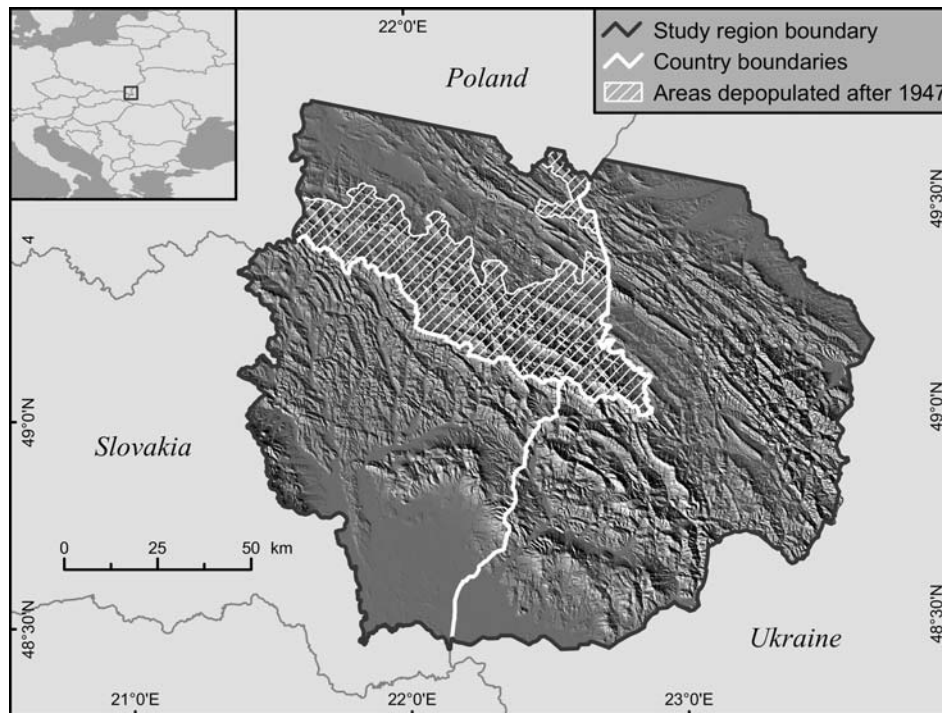 22°0'E
Study region boundary
Country boundaries
Areas depopulated after 1947
Poland
49°30'N
4
49°0'N
49°0'N
Slovakia
0 25 50 km
48°30'N
48°30'N
Ukraine
21°0'E 22°0'E 23°0'E